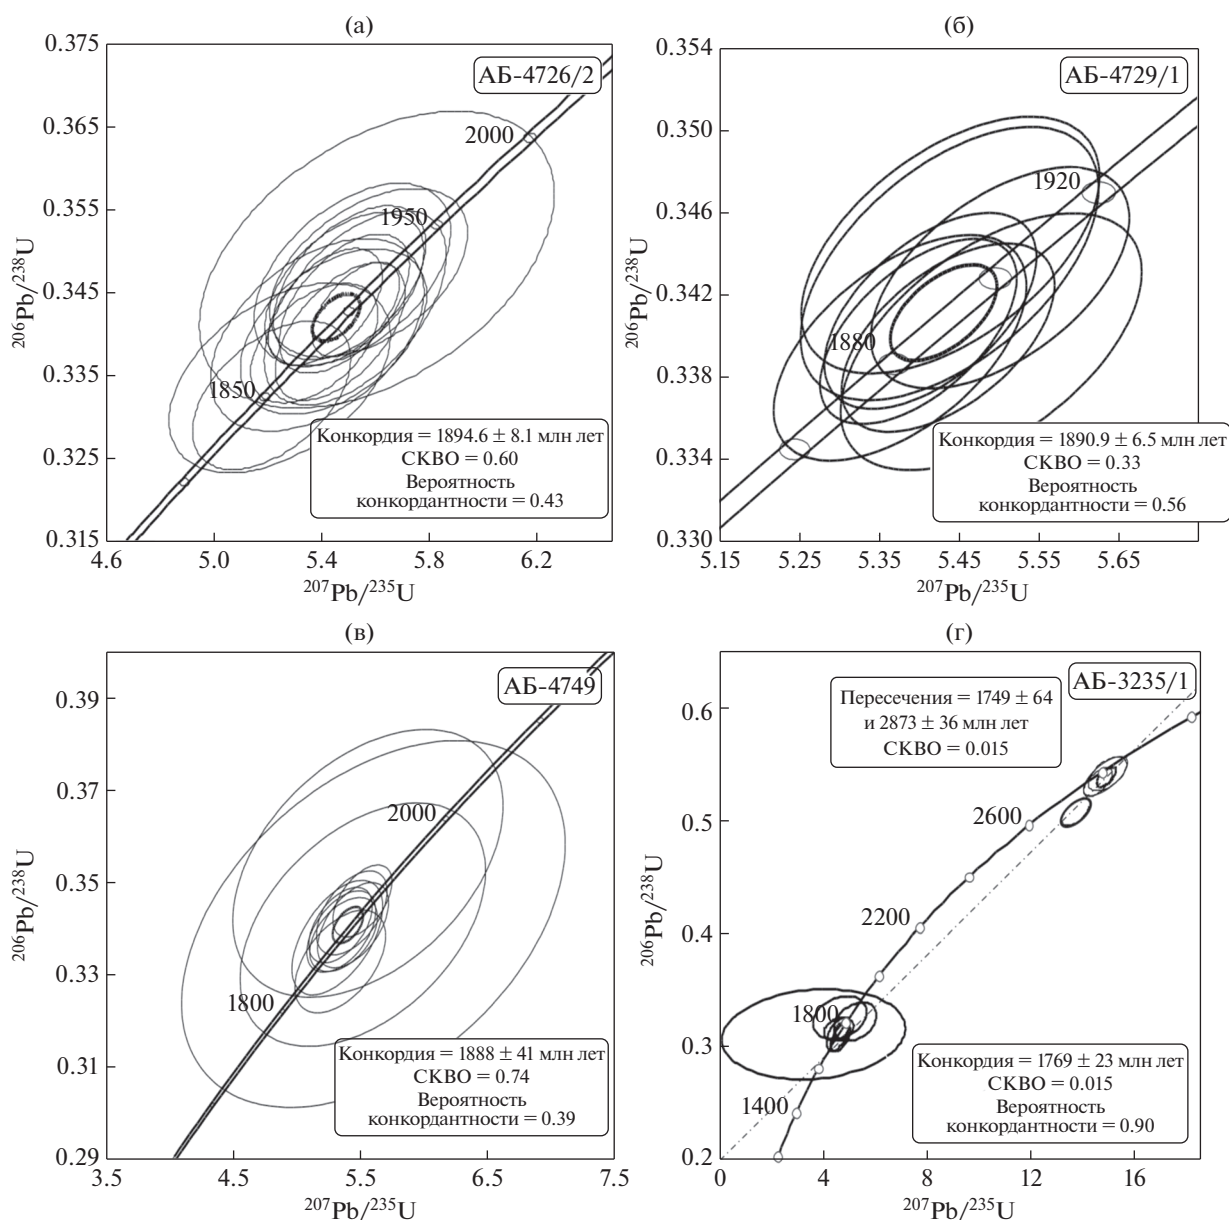 (а)
АБ-4726/2
0.375
0.365
0.355
0.345
0.335
0.325
0.315
²⁰⁶Pb/²³⁸U
2000
1950
1850
Конкордия = 1894.6 ± 8.1 млн лет
СКВО = 0.60
Вероятность
конкордантности = 0.43
4.6
5.0
5.4
5.8
6.2
²⁰⁷Pb/²³⁵U
(б)
АБ-4729/1
0.354
0.350
0.346
0.342
0.338
0.334
0.330
²⁰⁶Pb/²³⁸U
1920
1880
Конкордия = 1890.9 ± 6.5 млн лет
СКВО = 0.33
Вероятность
конкордантности = 0.56
5.15
5.25
5.35
5.45
5.55
5.65
²⁰⁷Pb/²³⁵U
(в)
АБ-4749
0.39
0.37
0.35
0.33
0.31
0.29
²⁰⁶Pb/²³⁸U
2000
1800
Конкордия = 1888 ± 41 млн лет
СКВО = 0.74
Вероятность
конкордантности = 0.39
3.5
4.5
5.5
6.5
7.5
²⁰⁷Pb/²³⁵U
(г)
АБ-3235/1
Пересечения = 1749 ± 64
и 2873 ± 36 млн лет
СКВО = 0.015
0.6
0.5
0.4
0.3
0.2
²⁰⁶Pb/²³⁸U
2600
2200
1800
1400
Конкордия = 1769 ± 23 млн лет
СКВО = 0.015
Вероятность
конкордантности = 0.90
0
4
8
12
16
²⁰⁷Pb/²³⁵U